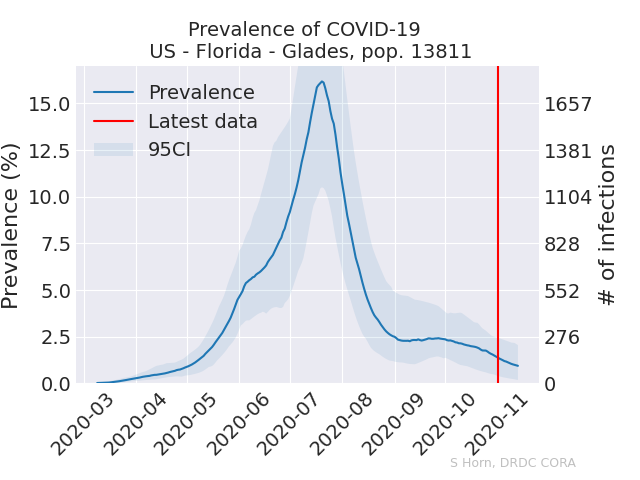 Prevalence of COVID-19
US - Florida - Glades, pop. 13811
Prevalence
Latest data
95CI
Prevalence (%)
15.0
12.5
10.0
7.5
5.0
2.5
0.0
1657
1381
1104
828
552
276
0
# of infections
2020-03
2020-04
2020-05
2020-06
2020-07
2020-08
2020-09
2020-10
2020-11
S Horn, DRDC CORA